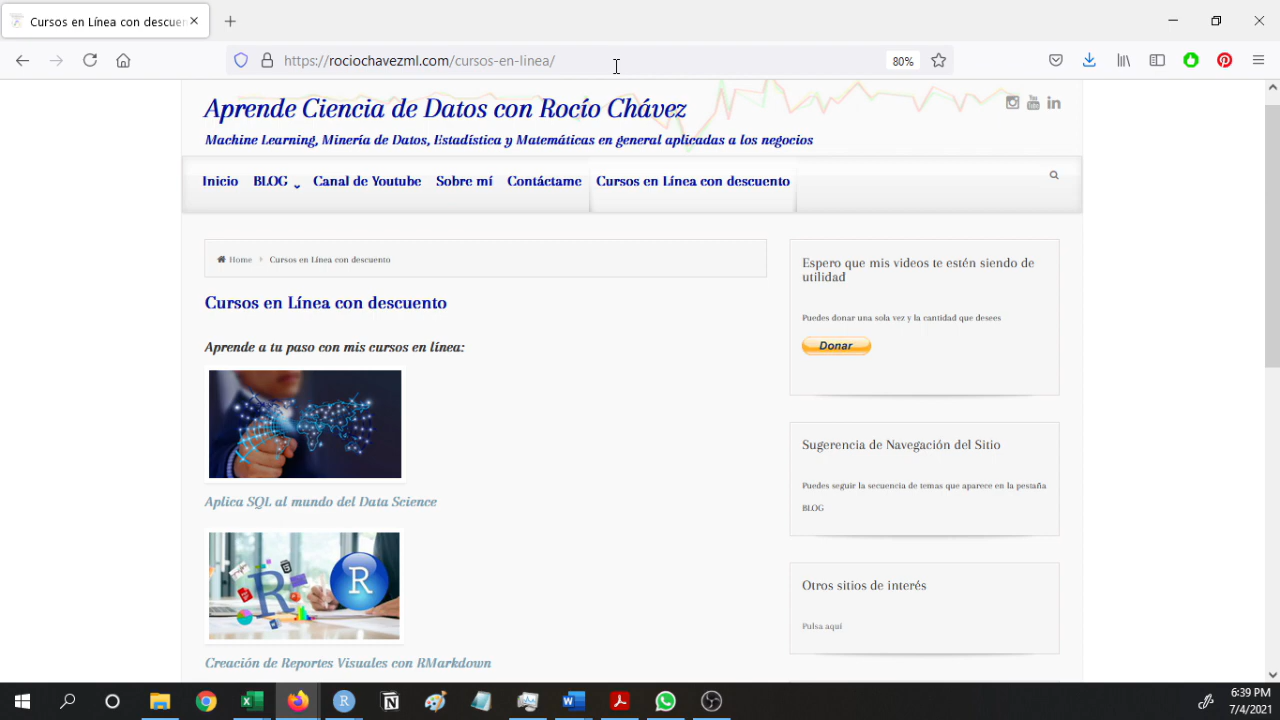 Cursos en Línea con descuen
https://rociochavezml.com/cursos-en-linea/
80%
Aprende Ciencia de Datos con Rocío Chávez
Machine Learning, Minería de Datos, Estadística y Matemáticas en general aplicadas a los negocios
Inicio BLOG Canal de Youtube Sobre mí Contáctame Cursos en Línea con descuento
Home Cursos en Línea con descuento
Cursos en Línea con descuento
Aprende a tu paso con mis cursos en línea:
Aplica SQL al mundo del Data Science
R R
Creación de Reportes Visuales con RMarkdown
Espero que mis videos te estén siendo de
utilidad
Puedes donar una sola vez y la cantidad que desees
Donar
Sugerencia de Navegación del Sitio
Puedes seguir la secuencia de temas que aparece en la pestaña
BLOG
Otros sitios de interés
Pulsa aquí
6:39 PM
7/4/2021